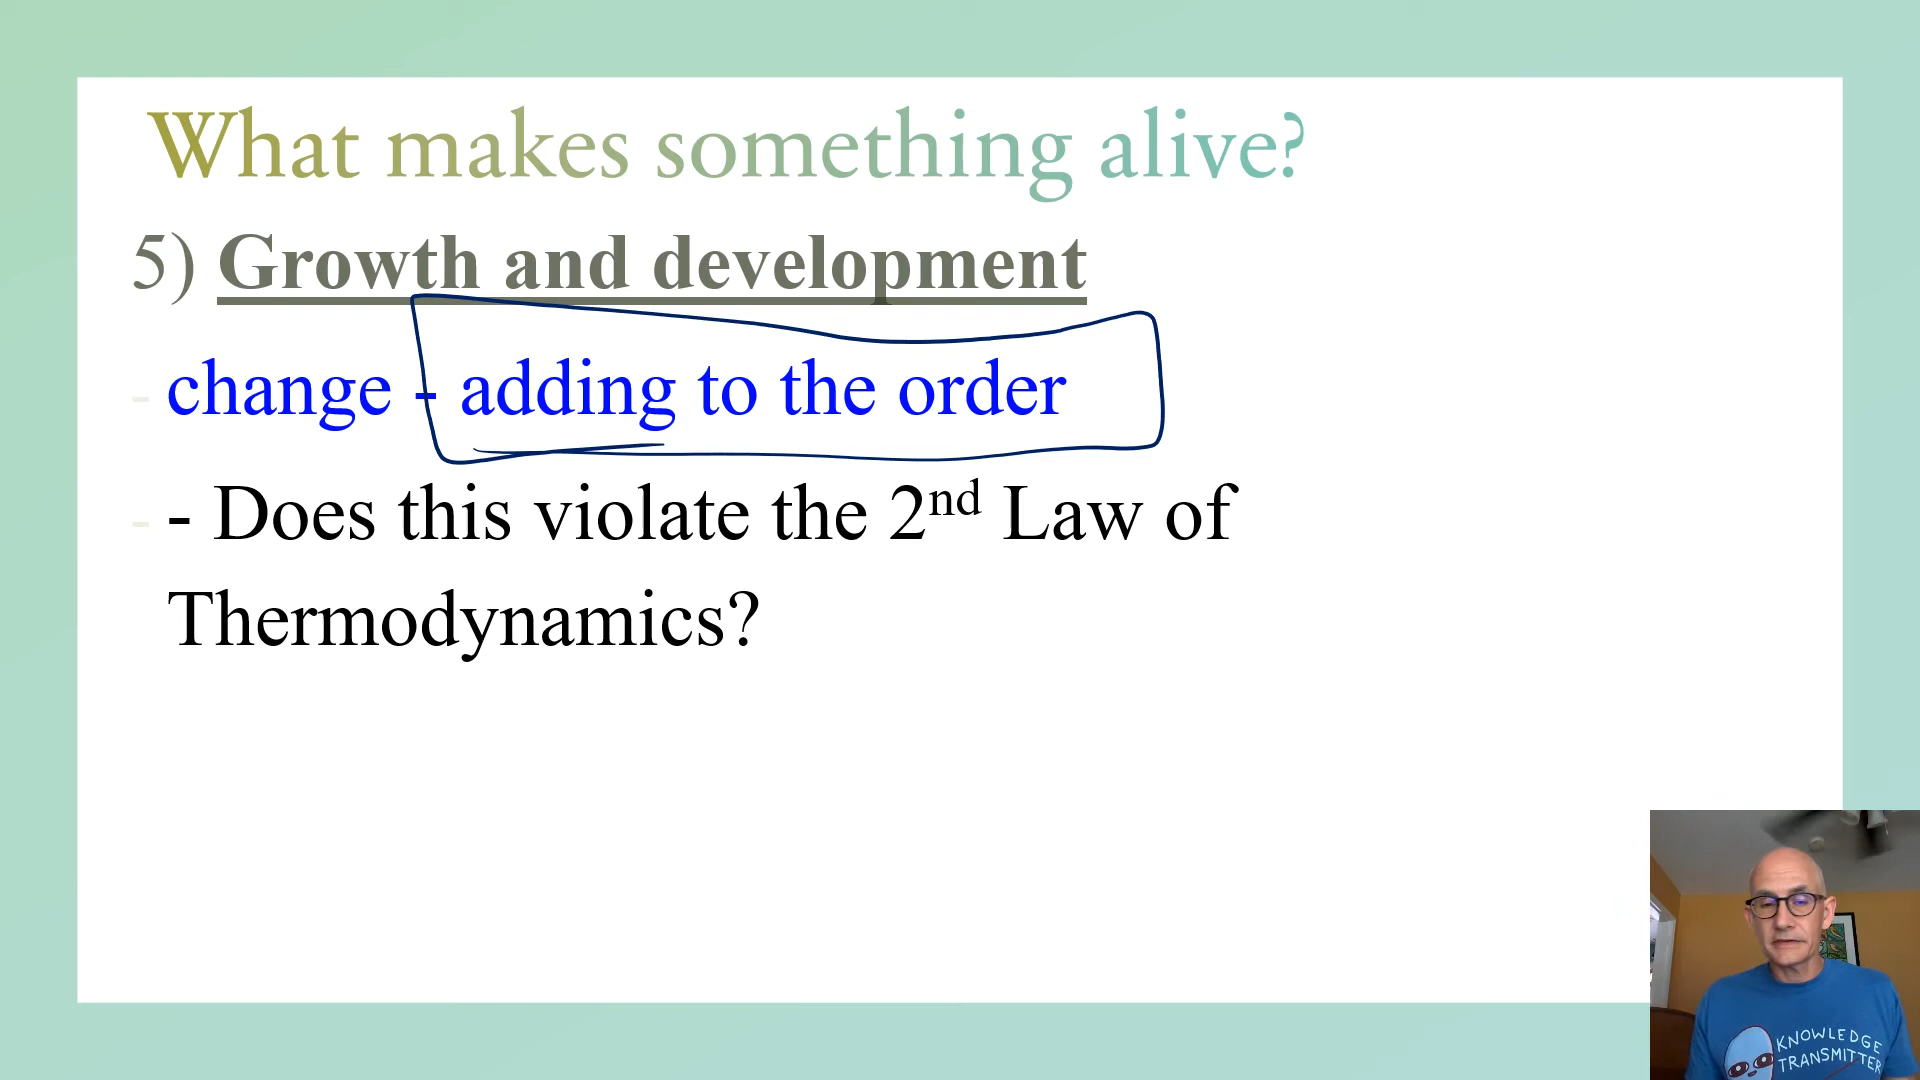 What makes something alive?
5) Growth and development
- change - adding to the order
- - Does this violate the 2nd Law of
Thermodynamics?
KNOWLEDGE
TRANSMITTER